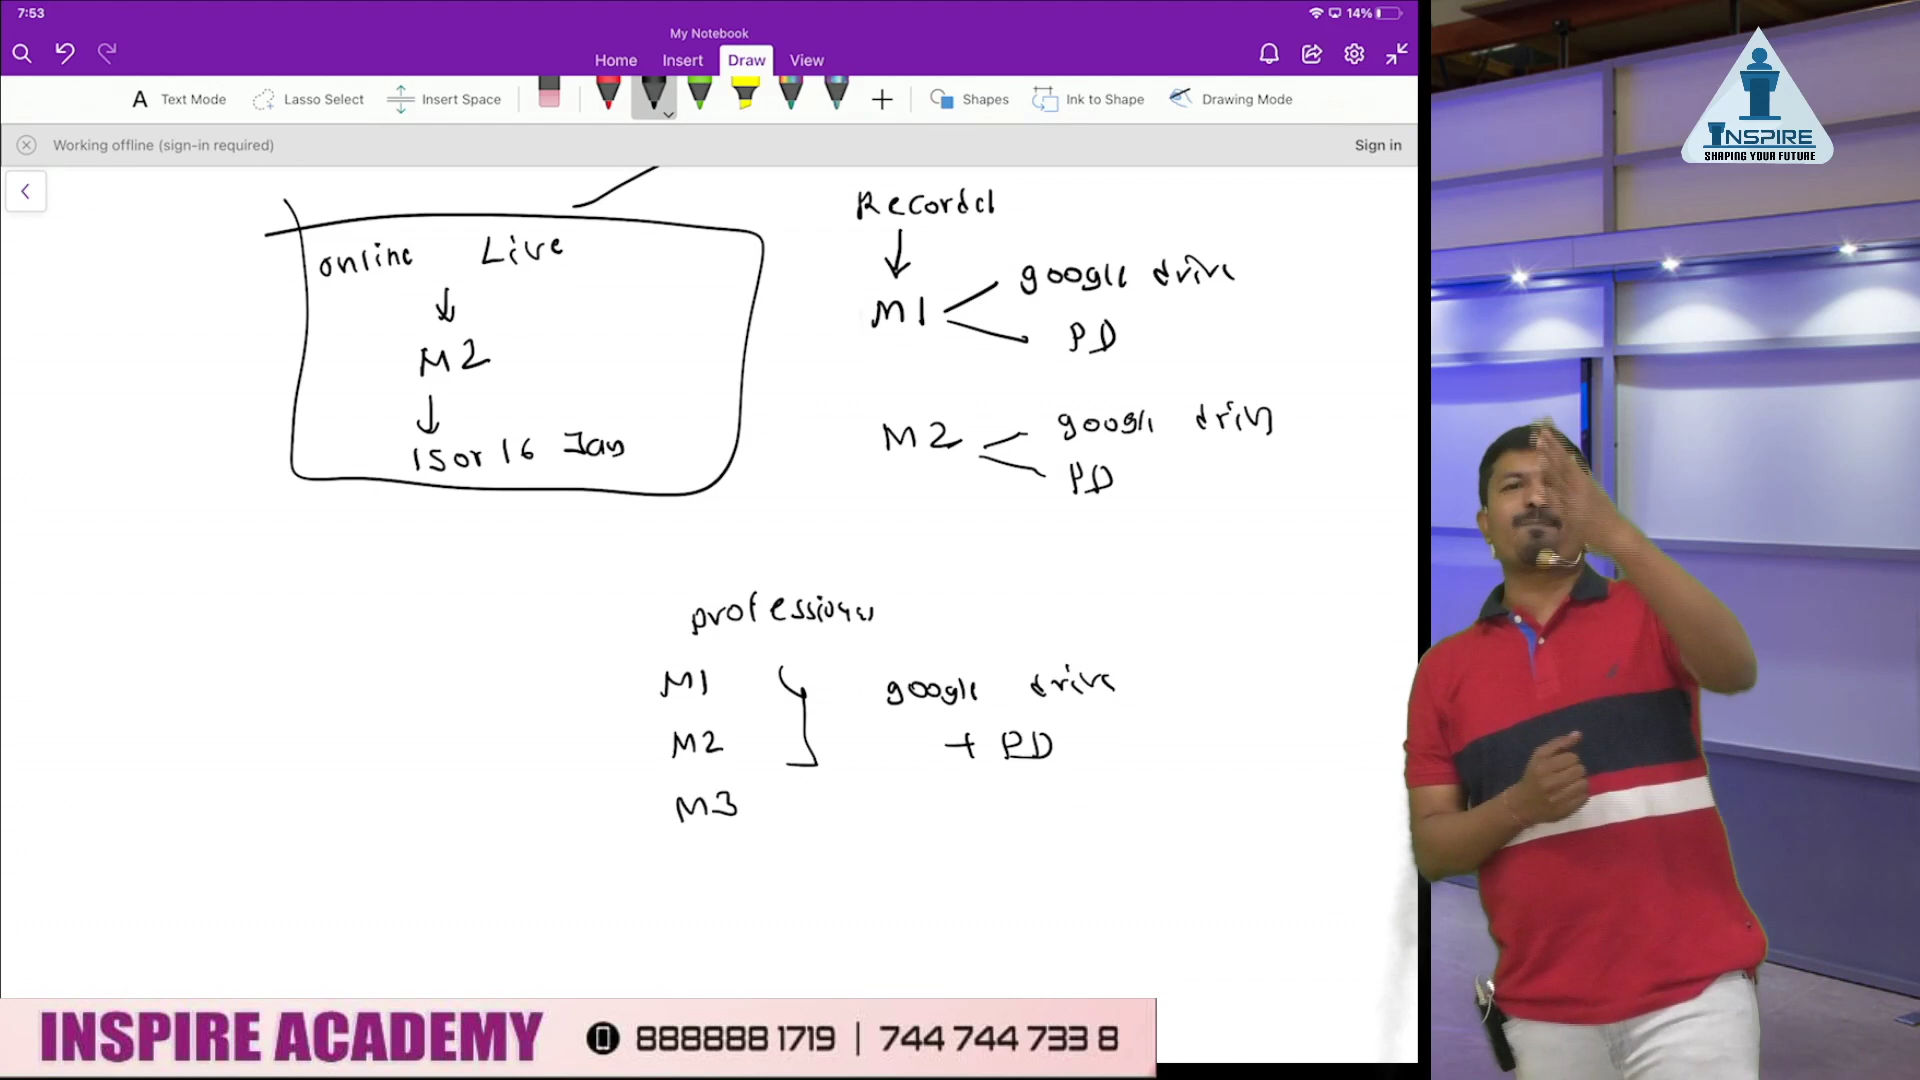 7:53
14%
My Notebook
Home Insert Draw View
Text Mode Lasso Select Insert Space Shapes Ink to Shape Drawing Mode
Working offline (sign-in required) Sign in
online Live
M2
15 or 16 Jan
Recorded
M1 google drive
PD
M2 google drive
PD
professional
M1
M2
M3
google drive
+ PD
INSPIRE
SHAPING YOUR FUTURE
INSPIRE ACADEMY 888888 1719 | 744 744 733 8